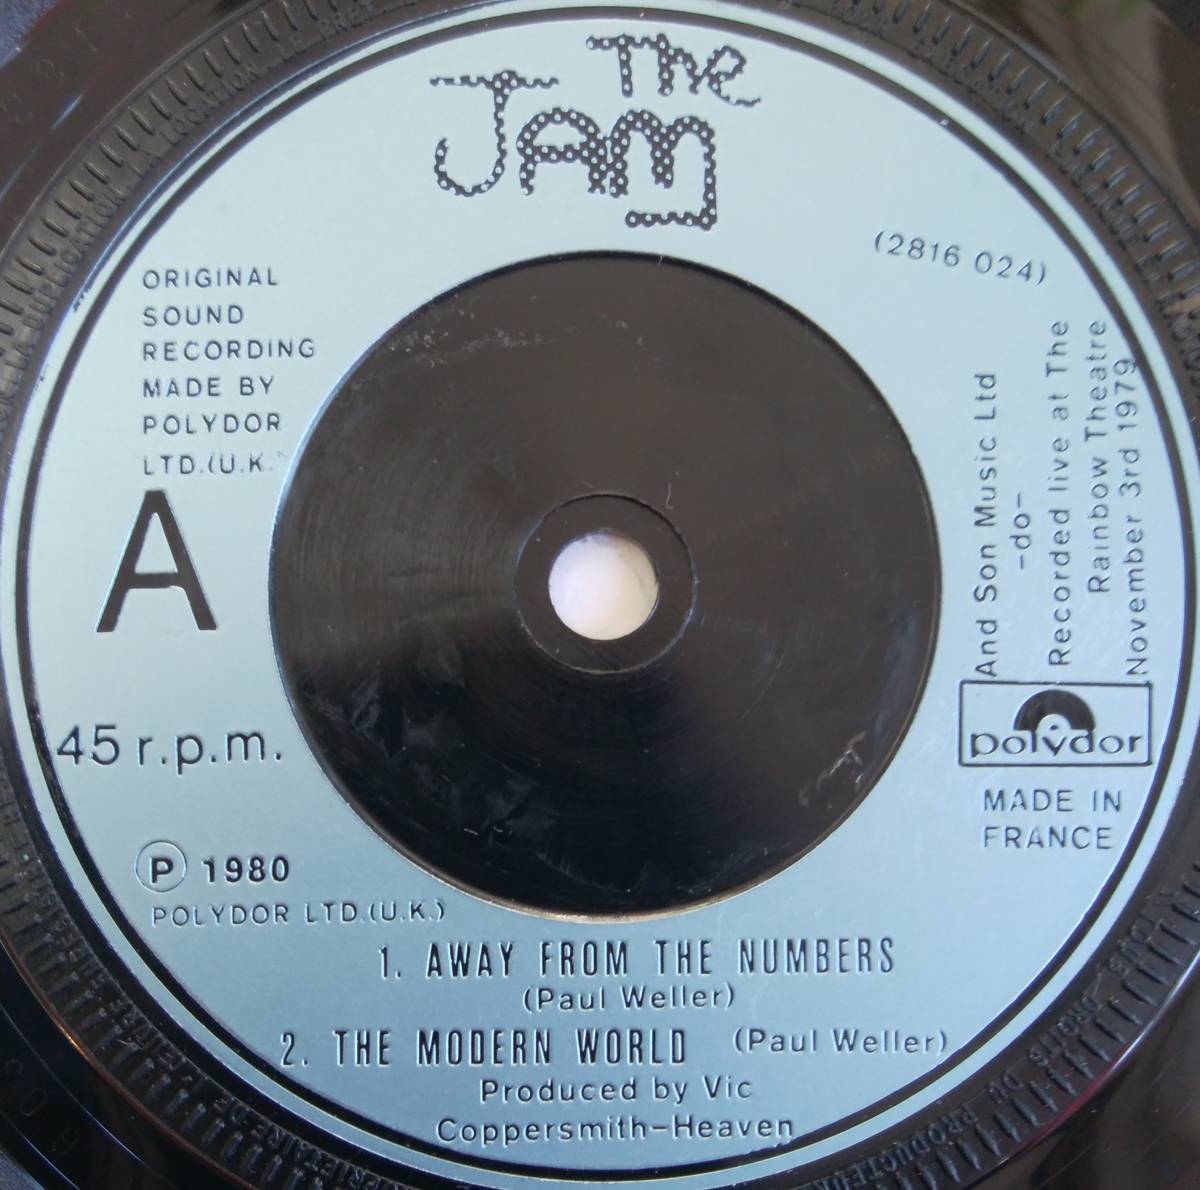 The
JAM
(2816 024)
ORIGINAL
SOUND
RECORDING
MADE BY
POLYDOR
LTD.(U.K.
A
45 r.p.m.
And Son Music Ltd
-do-
Recorded live at The
Rainbow Theatre
November 3rd 1979
polydor
MADE IN
FRANCE
℗ 1980
POLYDOR LTD.(U.K.)
1. AWAY FROM THE NUMBERS
(Paul Weller)
2. THE MODERN WORLD (Paul Weller)
Produced by Vic
Coppersmith-Heaven